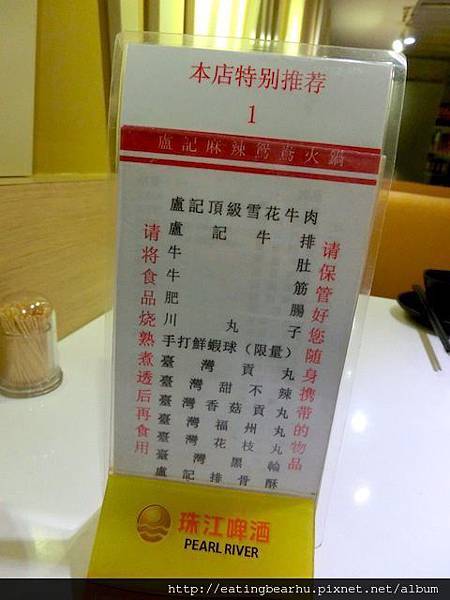 本店特别推荐
1
盧記麻辣鴛鴦火鍋
盧記頂級雪花牛肉
盧記牛排
牛肚
牛筋
肥腸
川丸子
手打鮮蝦球（限量）
臺灣貢丸
臺灣甜不辣
臺灣香菇貢丸
臺灣福州丸
臺灣花枝丸
臺灣黑輪
盧記排骨酥
请保管好您随身携带的物品
请将食品烧熟煮透后再食用
珠江啤酒
PEARL RIVER
http://eatingbearhu.pixnet.net/album